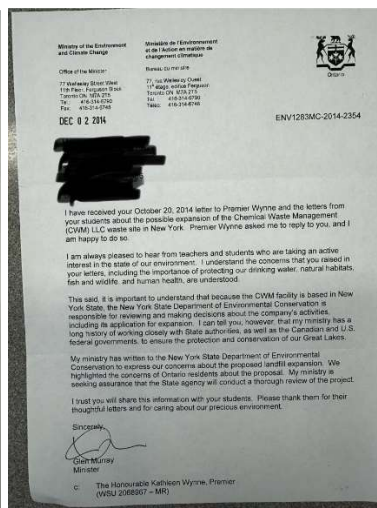 Ministry of the Environment
and Climate Change
Office of the Minister
77 Wellesley Street West
11th Floor, Ferguson Block
Toronto ON M7A 2T5
Tel.: 416-314-6790
Fax: 416-314-6748
Ministère de l'Environnement
et de l'Action en matière de
changement climatique
Bureau du ministre
77, rue Wellesley Ouest
11e étage, édifice Ferguson
Toronto ON M7A 2T5
Tél.: 416-314-6790
Ontario
DEC 0 2 2014
ENV1283MC-2014-2354
I have received your October 20, 2014 letter to Premier Wynne and the letters from
your students about the possible expansion of the Chemical Waste Management
(CWM) LLC waste site in New York. Premier Wynne asked me to reply to you, and I
am happy to do so.
I am always pleased to hear from teachers and students who are taking an active
interest in the state of our environment. I understand the concerns that you raised in
your letters, including the importance of protecting our drinking water, natural habitats,
fish and wildlife, and human health, are understood.
This said, it is important to understand that because the CWM facility is based in New
York State, the New York State Department of Environmental Conservation is
responsible for reviewing and making decisions about the company's activities,
including its application for expansion. I can tell you, however, that my ministry has a
long history of working closely with State authorities, as well as the Canadian and U.S.
federal governments, to ensure the protection and conservation of our Great Lakes.
My ministry has written to the New York State Department of Environmental
Conservation to express our concerns about the proposed landfill expansion. We
highlighted the concerns of Ontario residents about the proposal. My ministry is
seeking assurance that the State agency will conduct a thorough review of the project.
I trust you will share this information with your students. Please thank them for their
thoughtful letters and for caring about our precious environment.
Sincerely,
Glen Murray
Minister
c: The Honourable Kathleen Wynne, Premier
(WSU 2068967 – MR)